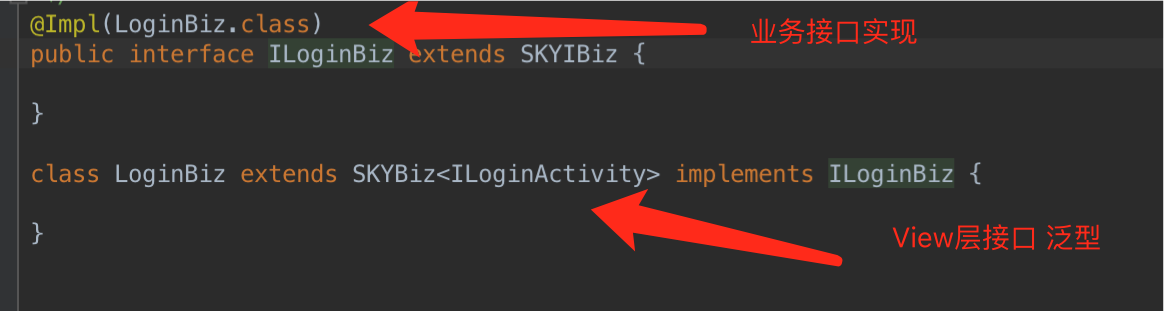 @Impl(LoginBiz.class)
业务接口实现
public interface ILoginBiz extends SKYIBiz {
}
class LoginBiz extends SKYBiz<ILoginActivity> implements ILoginBiz {
}
View层接口 泛型